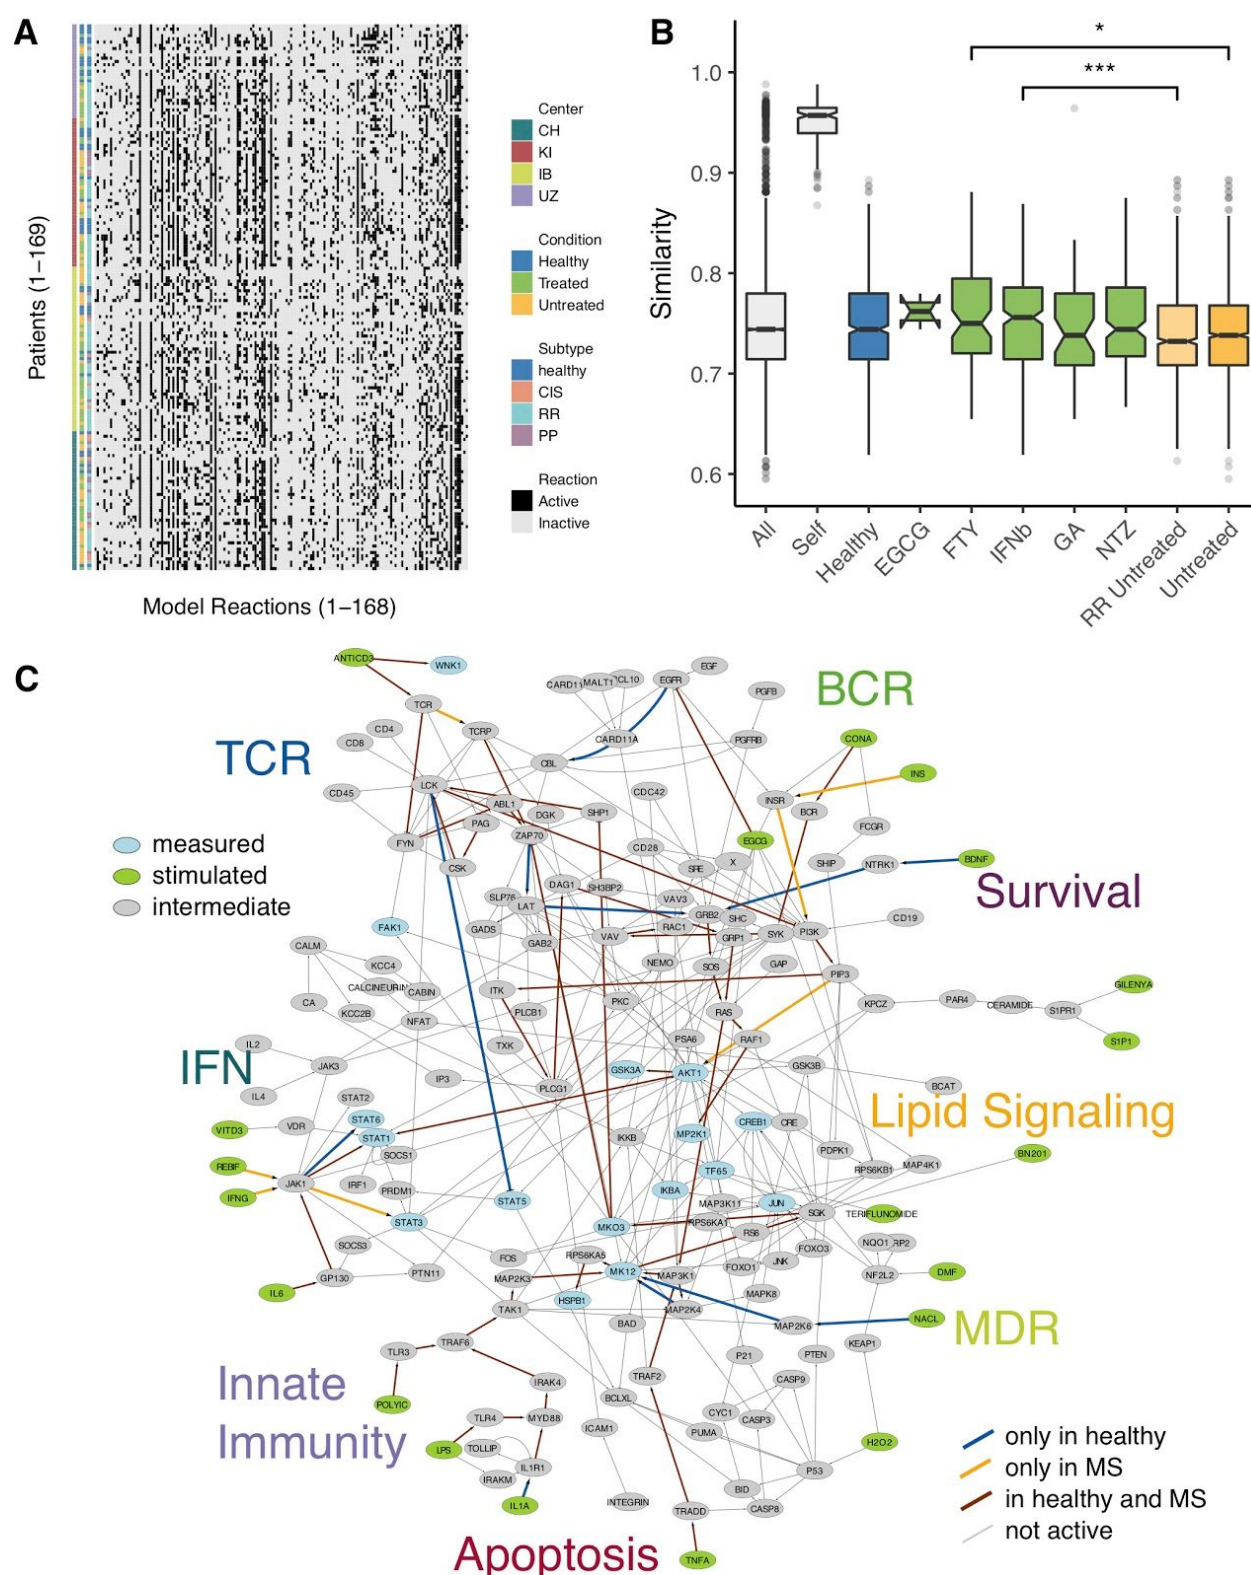 A
Patients (1–169)
Model Reactions (1–168)
Center
CH
KI
IB
UZ
Condition
Healthy
Treated
Untreated
Subtype
healthy
CIS
RR
PP
Reaction
Active
Inactive
B
*
***
1.0
0.9
0.8
0.7
0.6
Similarity
All
Self
Healthy
EGCG
FTY
IFNb
GA
NTZ
RR Untreated
Untreated
C
ANTICD3
WNK1
TCR
TCRP
CD4
CD8
CD45
LCK
CARD11
MALT1
EGFR
EGF
PGFB
CARD11A
PGFRB
CBL
BCR
CONA
INS
INSR
BCR
FCGR
TCR
measured
stimulated
intermediate
ABL1
DGK
SHP1
CDC42
PAG
ZAP70
FYN
CSK
CD28
EGCG
SHIP
NTRK1
BDNF
X
Survival
DAG1
SH3BP2
SLP76
LAT
VAV3
GRB2
SHC
CD19
FAK1
GADS
GAB2
VAV
RAC1
GRP1
SYK
PI3K
CALM
KCC4
CALCINEURIN
CABIN
CA
KCC2B
NFAT
NEMO
SOS
GAP
PIP3
ITK
PLCB1
PKC
RAS
KPCZ
PAR4
CERAMIDE
S1PR1
GILENYA
S1P1
IFN
IL2
IL4
JAK3
TXK
PSA6
RAF1
IP3
PLCG1
GSK3A
AKT1
GSK3B
BCAT
Lipid Signaling
STAT2
STAT6
VITD3
VDR
STAT1
SOCS1
IKKB
MP2K1
CREB1
CRE
PDPK1
RPS6KB1
MAP4K1
BN201
REBIF
IFNG
JAK1
IRF1
PRDM1
TF65
IKBA
STAT5
STAT3
MAP3K11
JUN
SGK
TERIFLUNOMIDE
MKO3
RPS6KA1
RS6
SOCS3
FOS
RPS6KA5
FOXO3
NQO1
GP130
PTN11
MAP2K3
MK12
MAP3K1
FOXO1
JNK
NF2L2
DMF
IL6
TAK1
HSPB1
MAP2K4
MAPK8
BAD
MAP2K6
NACL
MDR
TLR3
TRAF6
P21
PTEN
KEAP1
Innate
Immunity
POLYIC
IRAK4
TRAF2
BCLXL
CASP9
TLR4
MYD88
CYC1
CASP3
LPS
TOLLIP
ICAM1
PUMA
H2O2
IRAKM
IL1R1
P53
IL1A
INTEGRIN
BID
TRADD
CASP8
Apoptosis
TNFA
only in healthy
only in MS
in healthy and MS
not active